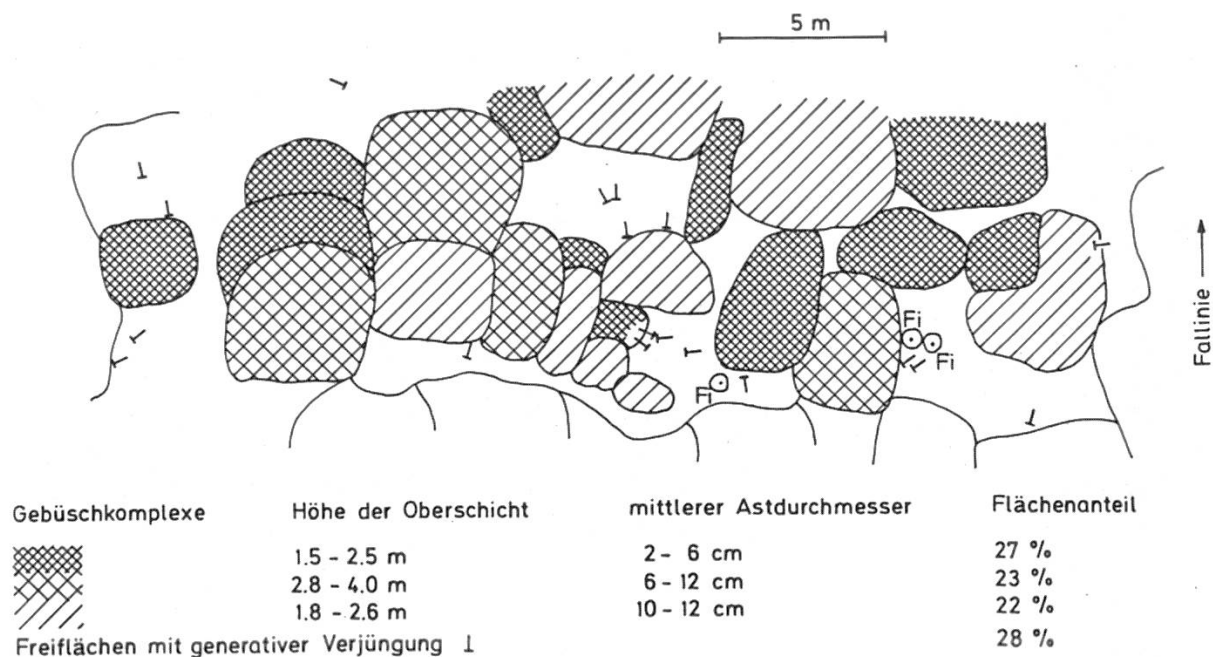 5 m
Fallinie
Fi
Fi
Fi
Gebüschkomplexe Höhe der Oberschicht mittlerer Astdurchmesser Flächenanteil
1.5 - 2.5 m 2 - 6 cm 27 %
2.8 - 4.0 m 6 - 12 cm 23 %
1.8 - 2.6 m 10 - 12 cm 22 %
Freiflächen mit generativer Verjüngung 28 %